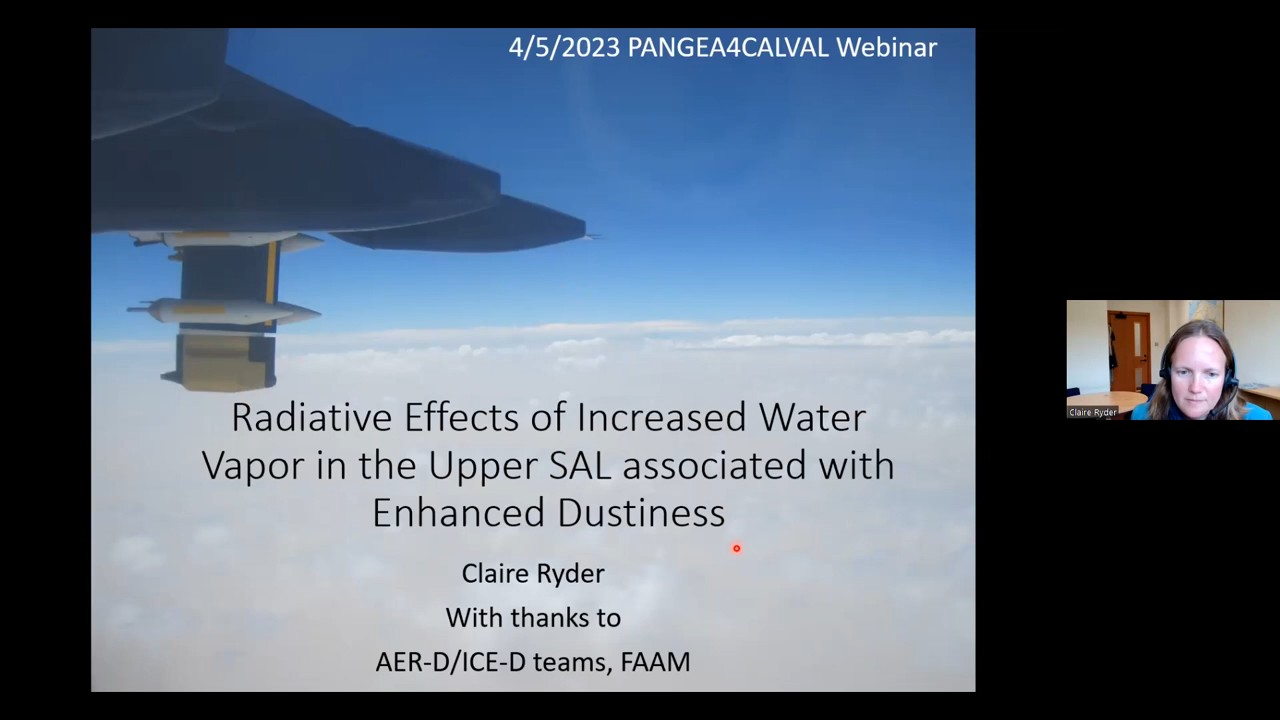 4/5/2023 PANGEA4CALVAL Webinar
Radiative Effects of Increased Water
Vapor in the Upper SAL associated with
Enhanced Dustiness
Claire Ryder
With thanks to
AER-D/ICE-D teams, FAAM
Claire Ryder